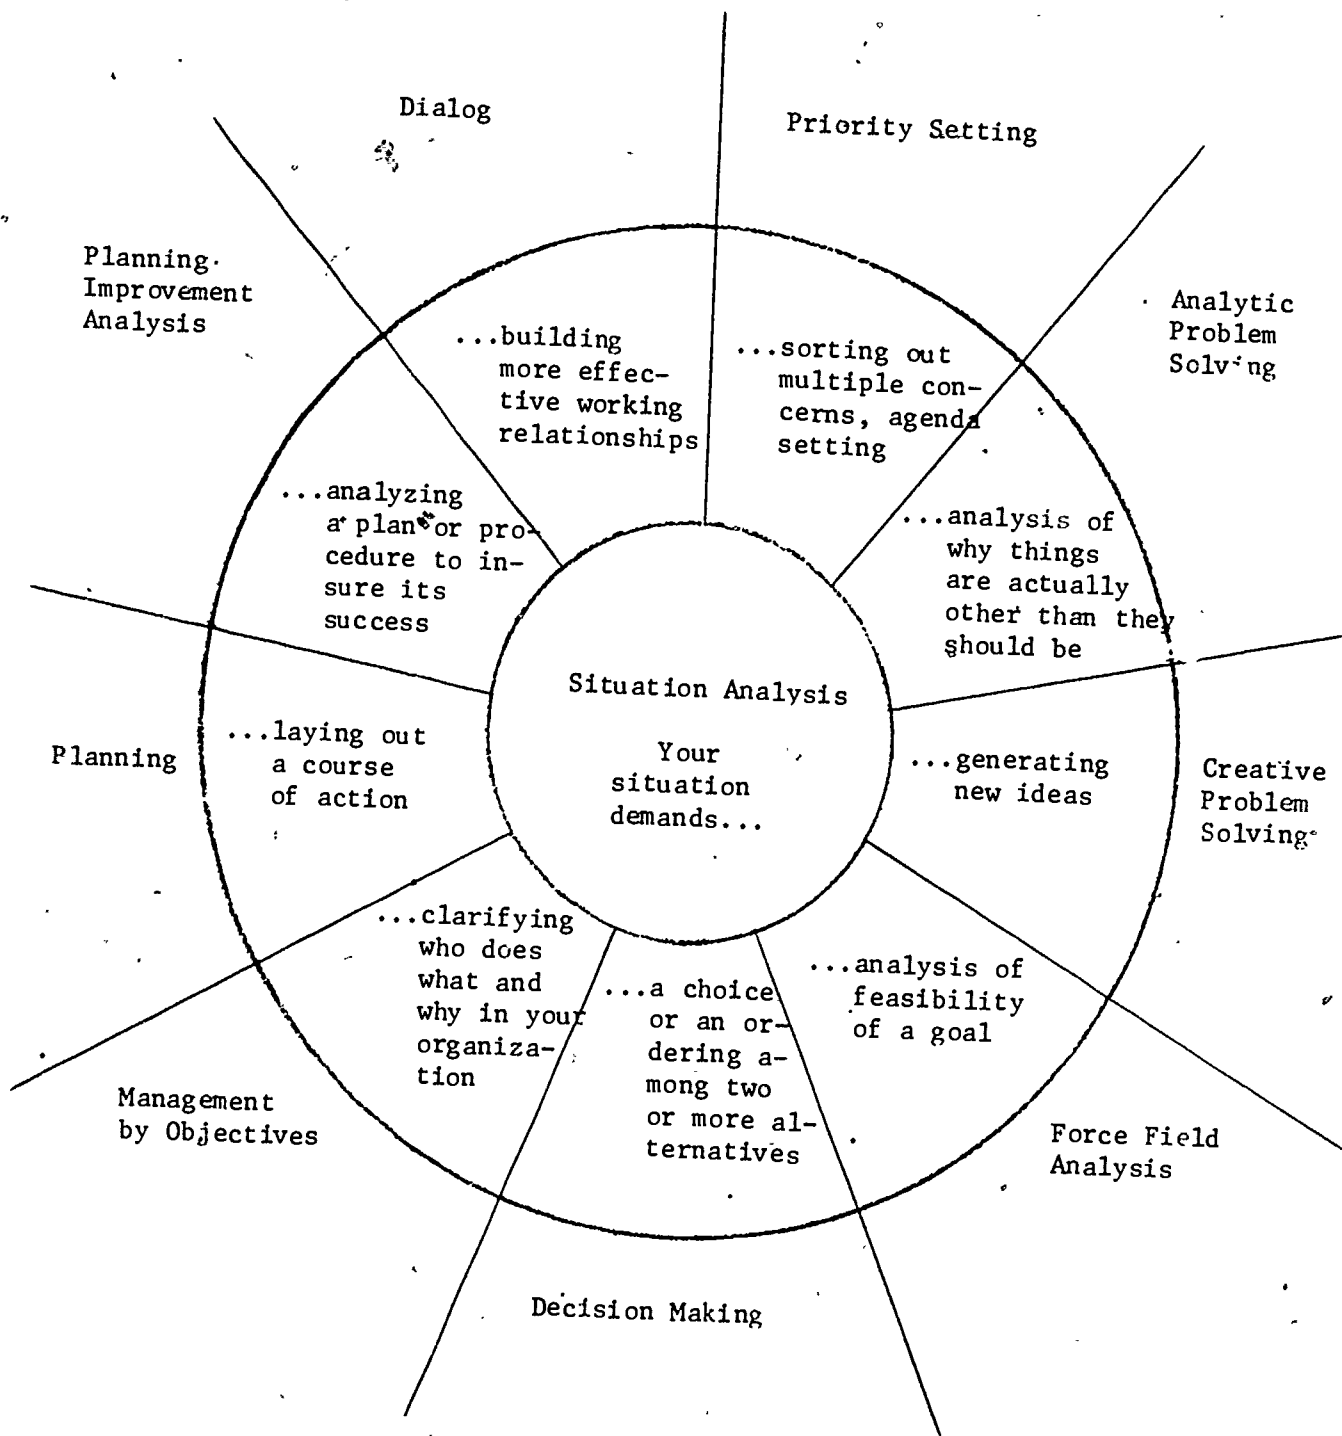 Dialog
Priority Setting
Planning
Improvement
Analysis
Analytic
Problem
Solving
...building
more effec-
tive working
relationships
...sorting out
multiple con-
cerns, agenda
setting
...analyzing
a plan or pro-
cedure to in-
sure its
success
...analysis of
why things
are actually
other than they
should be
Situation Analysis
Your
situation
demands...
Planning
...laying out
a course
of action
...generating
new ideas
Creative
Problem
Solving
...clarifying
who does
what and
why in your
organiza-
tion
...a choice
or an or-
dering a-
mong two
or more al-
ternatives
...analysis of
feasibility
of a goal
Management
by Objectives
Force Field
Analysis
Decision Making